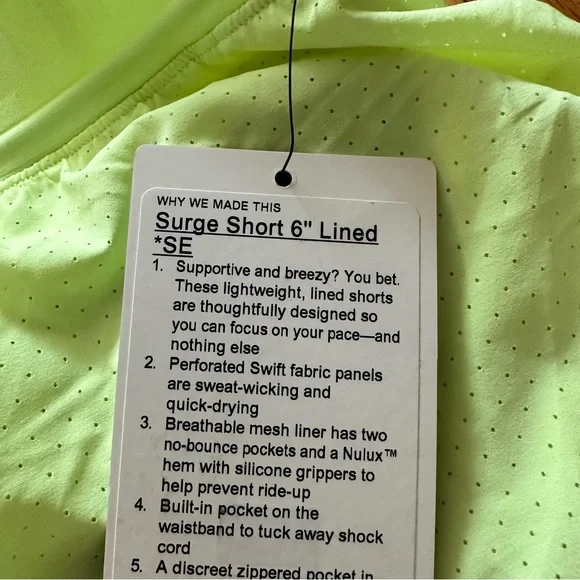 WHY WE MADE THIS
Surge Short 6" Lined
*SE
1. Supportive and breezy? You bet.
These lightweight, lined shorts
are thoughtfully designed so
you can focus on your pace—and
nothing else
2. Perforated Swift fabric panels
are sweat-wicking and
quick-drying
3. Breathable mesh liner has two
no-bounce pockets and a Nulux™
hem with silicone grippers to
help prevent ride-up
4. Built-in pocket on the
waistband to tuck away shock
cord
5. A discreet zippered pocket in